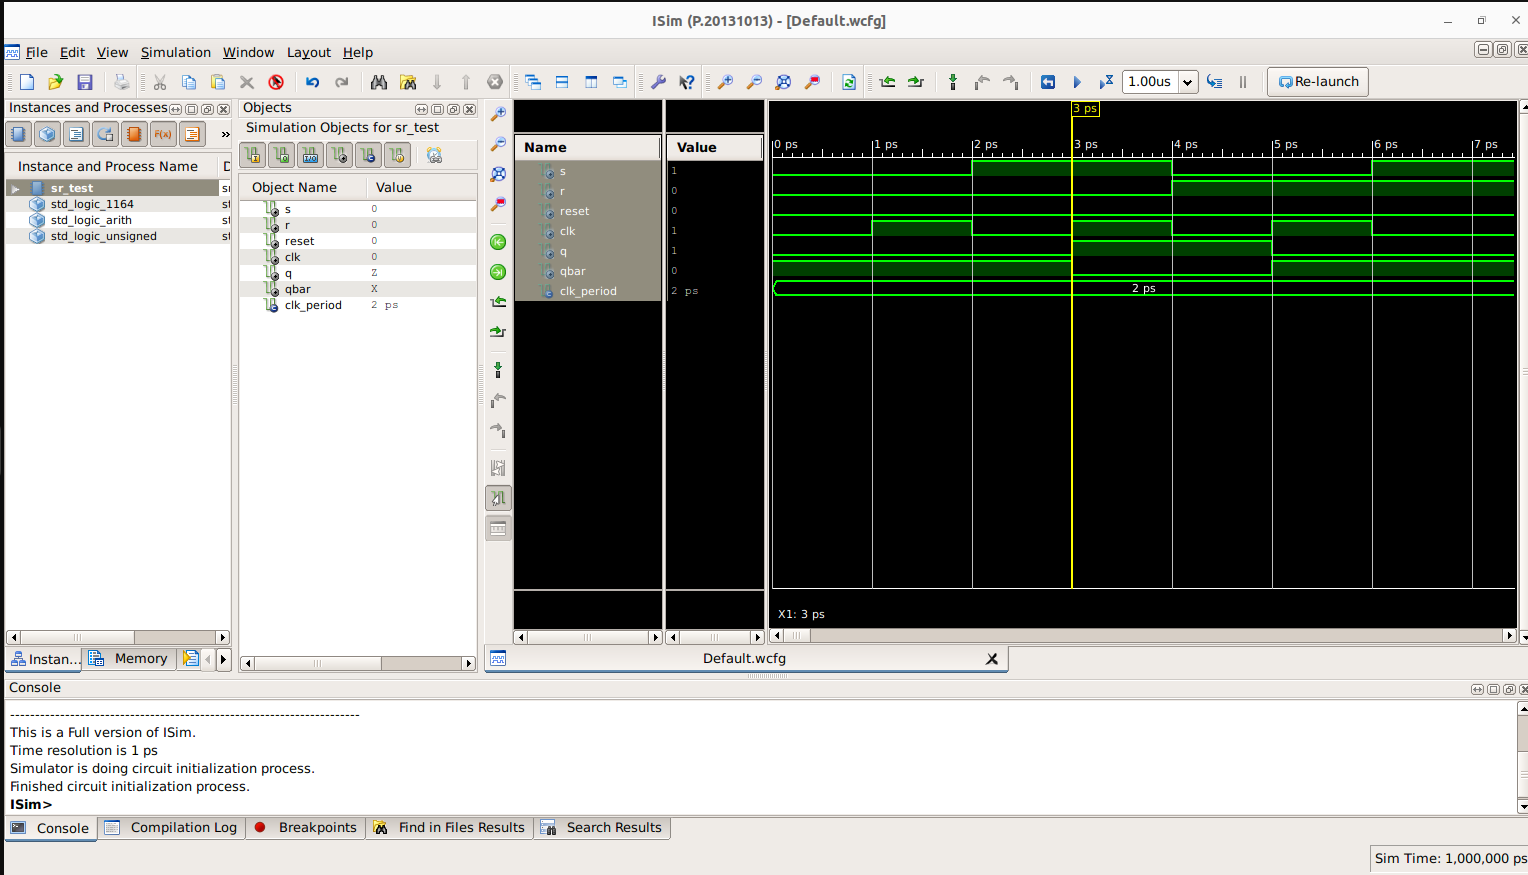 ISim (P.20131013) - [Default.wcfg]
File Edit View Simulation Window Layout Help
1.00us Re-launch
Instances and Processes
Instance and Process Name
sr_test
std_logic_1164
std_logic_arith
std_logic_unsigned
Instan... Memory
Objects
Simulation Objects for sr_test
Object Name Value
s 0
r 0
reset 0
clk 0
q Z
qbar X
clk_period 2 ps
Name Value
s 1
r 0
reset 0
clk 1
q 1
qbar 0
clk_period 2 ps
3 ps
0 ps 1 ps 2 ps 3 ps 4 ps 5 ps 6 ps 7 ps
2 ps
X1: 3 ps
Default.wcfg
Console
----------------------------------------------------------------------
This is a Full version of ISim.
Time resolution is 1 ps
Simulator is doing circuit initialization process.
Finished circuit initialization process.
ISim>
Console Compilation Log Breakpoints Find in Files Results Search Results
Sim Time: 1,000,000 ps